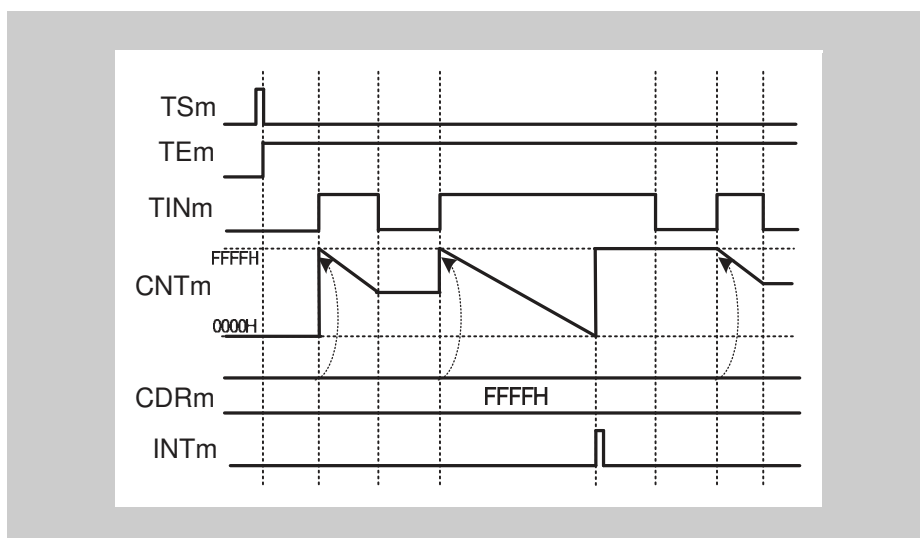 TSm
TEm
TINm
FFFFH
CNTm
0000H
CDRm FFFFH
INTm